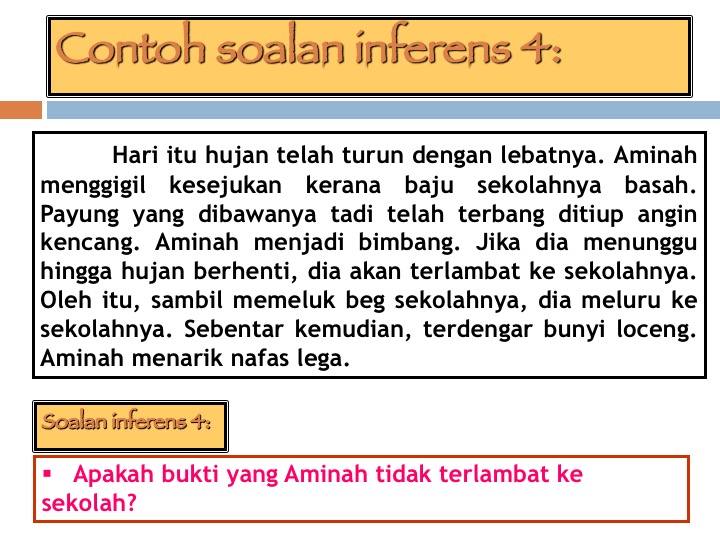 Contoh soalan inferens 4:
Hari itu hujan telah turun dengan lebatnya. Aminah
menggigil kesejukan kerana baju sekolahnya basah.
Payung yang dibawanya tadi telah terbang ditiup angin
kencang. Aminah menjadi bimbang. Jika dia menunggu
hingga hujan berhenti, dia akan terlambat ke sekolahnya.
Oleh itu, sambil memeluk beg sekolahnya, dia meluru ke
sekolahnya. Sebentar kemudian, terdengar bunyi loceng.
Aminah menarik nafas lega.
Soalan inferens 4:
▪ Apakah bukti yang Aminah tidak terlambat ke
sekolah?